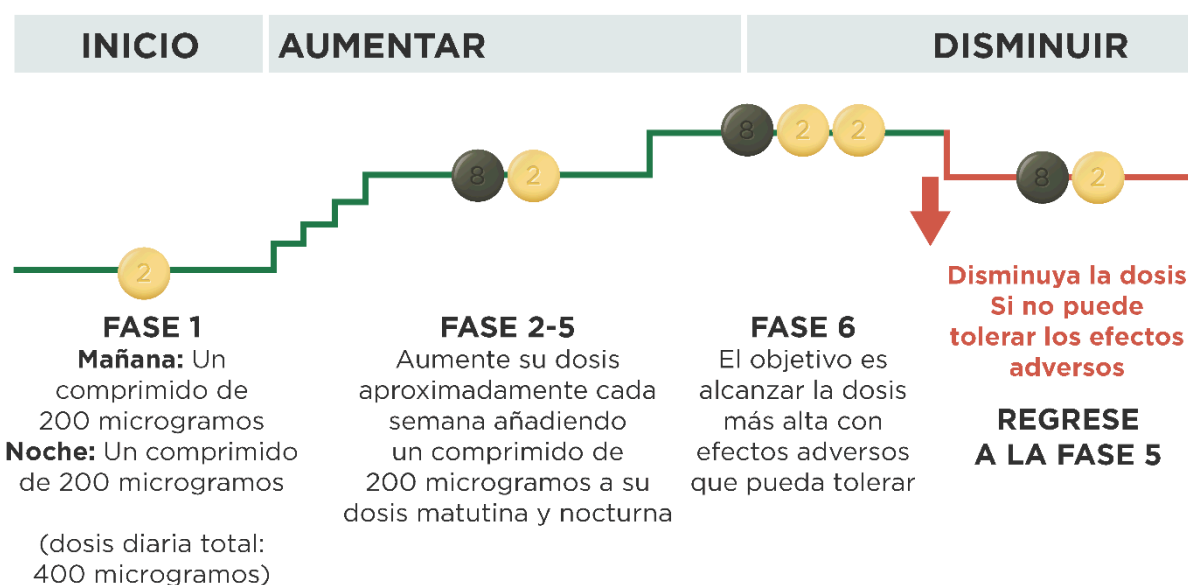 INICIO
AUMENTAR
DISMINUIR
8 2 2
8 2
8 2
2
FASE 1
Mañana: Un
comprimido de
200 microgramos
Noche: Un comprimido
de 200 microgramos
(dosis diaria total:
400 microgramos)
FASE 2-5
Aumente su dosis
aproximadamente cada
semana añadiendo
un comprimido de
200 microgramos a su
dosis matutina y nocturna
FASE 6
El objetivo es
alcanzar la dosis
más alta con
efectos adversos
que pueda tolerar
Disminuya la dosis
Si no puede
tolerar los efectos
adversos
REGRESE
A LA FASE 5